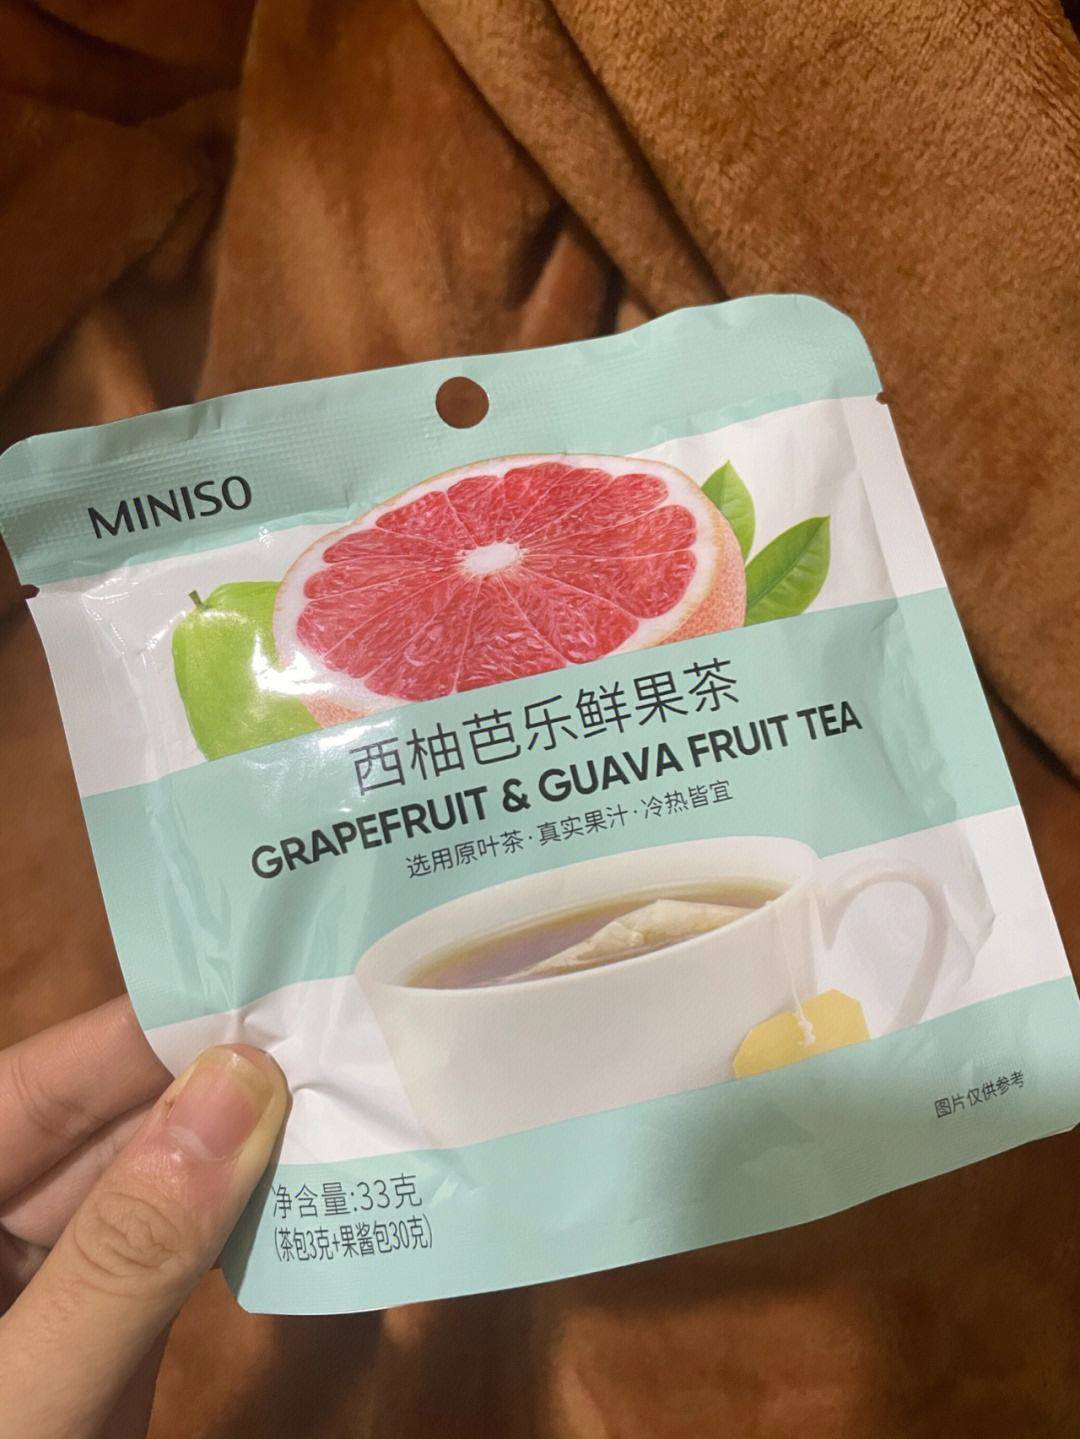 MINISO
西柚芭乐鲜果茶
GRAPEFRUIT & GUAVA FRUIT TEA
选用原叶茶·真实果汁·冷热皆宜
图片仅供参考
净含量:33克
(茶包3克+果酱包30克)